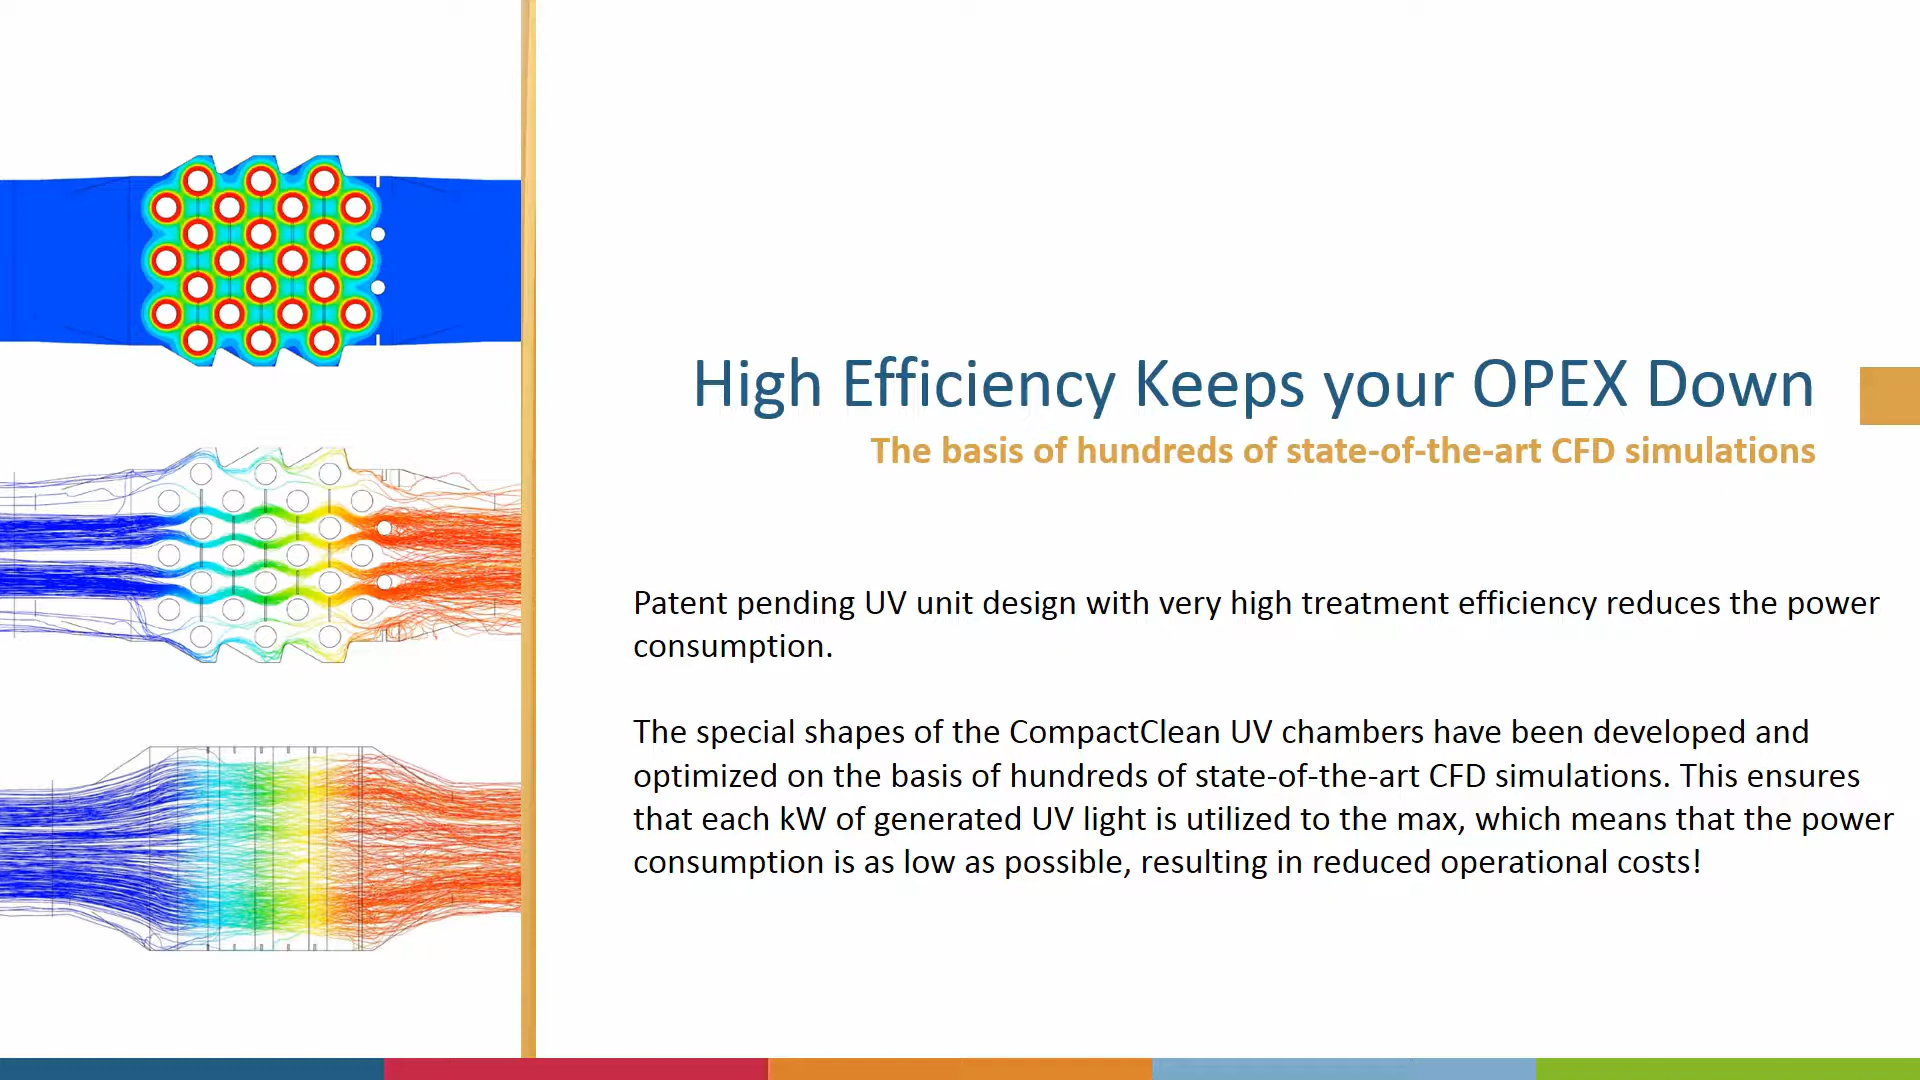 High Efficiency Keeps your OPEX Down
The basis of hundreds of state-of-the-art CFD simulations
Patent pending UV unit design with very high treatment efficiency reduces the power
consumption.
The special shapes of the CompactClean UV chambers have been developed and
optimized on the basis of hundreds of state-of-the-art CFD simulations. This ensures
that each kW of generated UV light is utilized to the max, which means that the power
consumption is as low as possible, resulting in reduced operational costs!